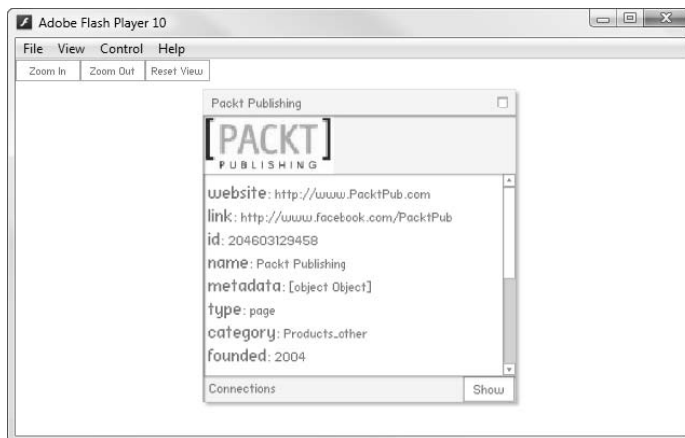 Adobe Flash Player 10
File View Control Help
Zoom In Zoom Out Reset View
Packt Publishing
[PACKT]
PUBLISHING
website: http://www.PacktPub.com
link: http://www.facebook.com/PacktPub
id: 204603129458
name: Packt Publishing
metadata: [object Object]
type: page
category: Products_other
founded: 2004
Connections Show